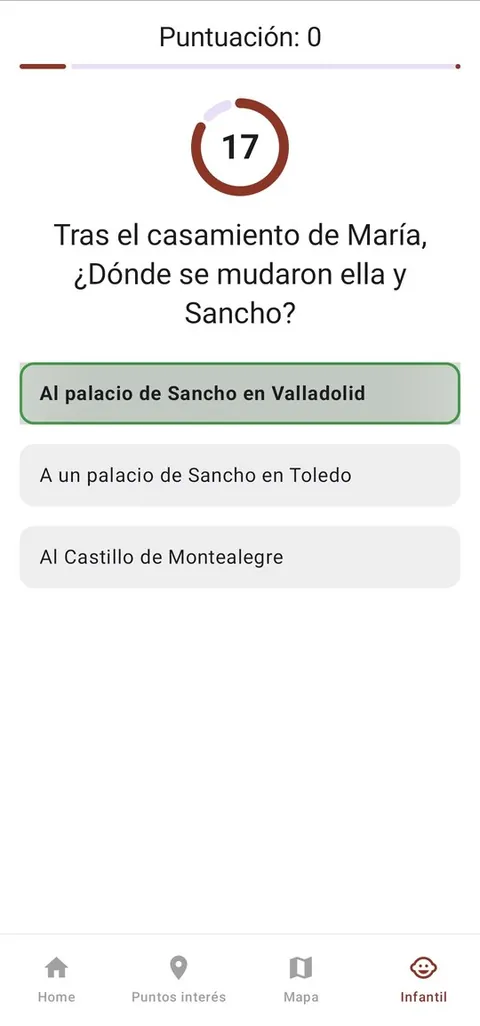 Puntuación: 0
17
Tras el casamiento de María,
¿Dónde se mudaron ella y
Sancho?
Al palacio de Sancho en Valladolid
A un palacio de Sancho en Toledo
Al Castillo de Montealegre
Home
Puntos interés
Mapa
Infantil